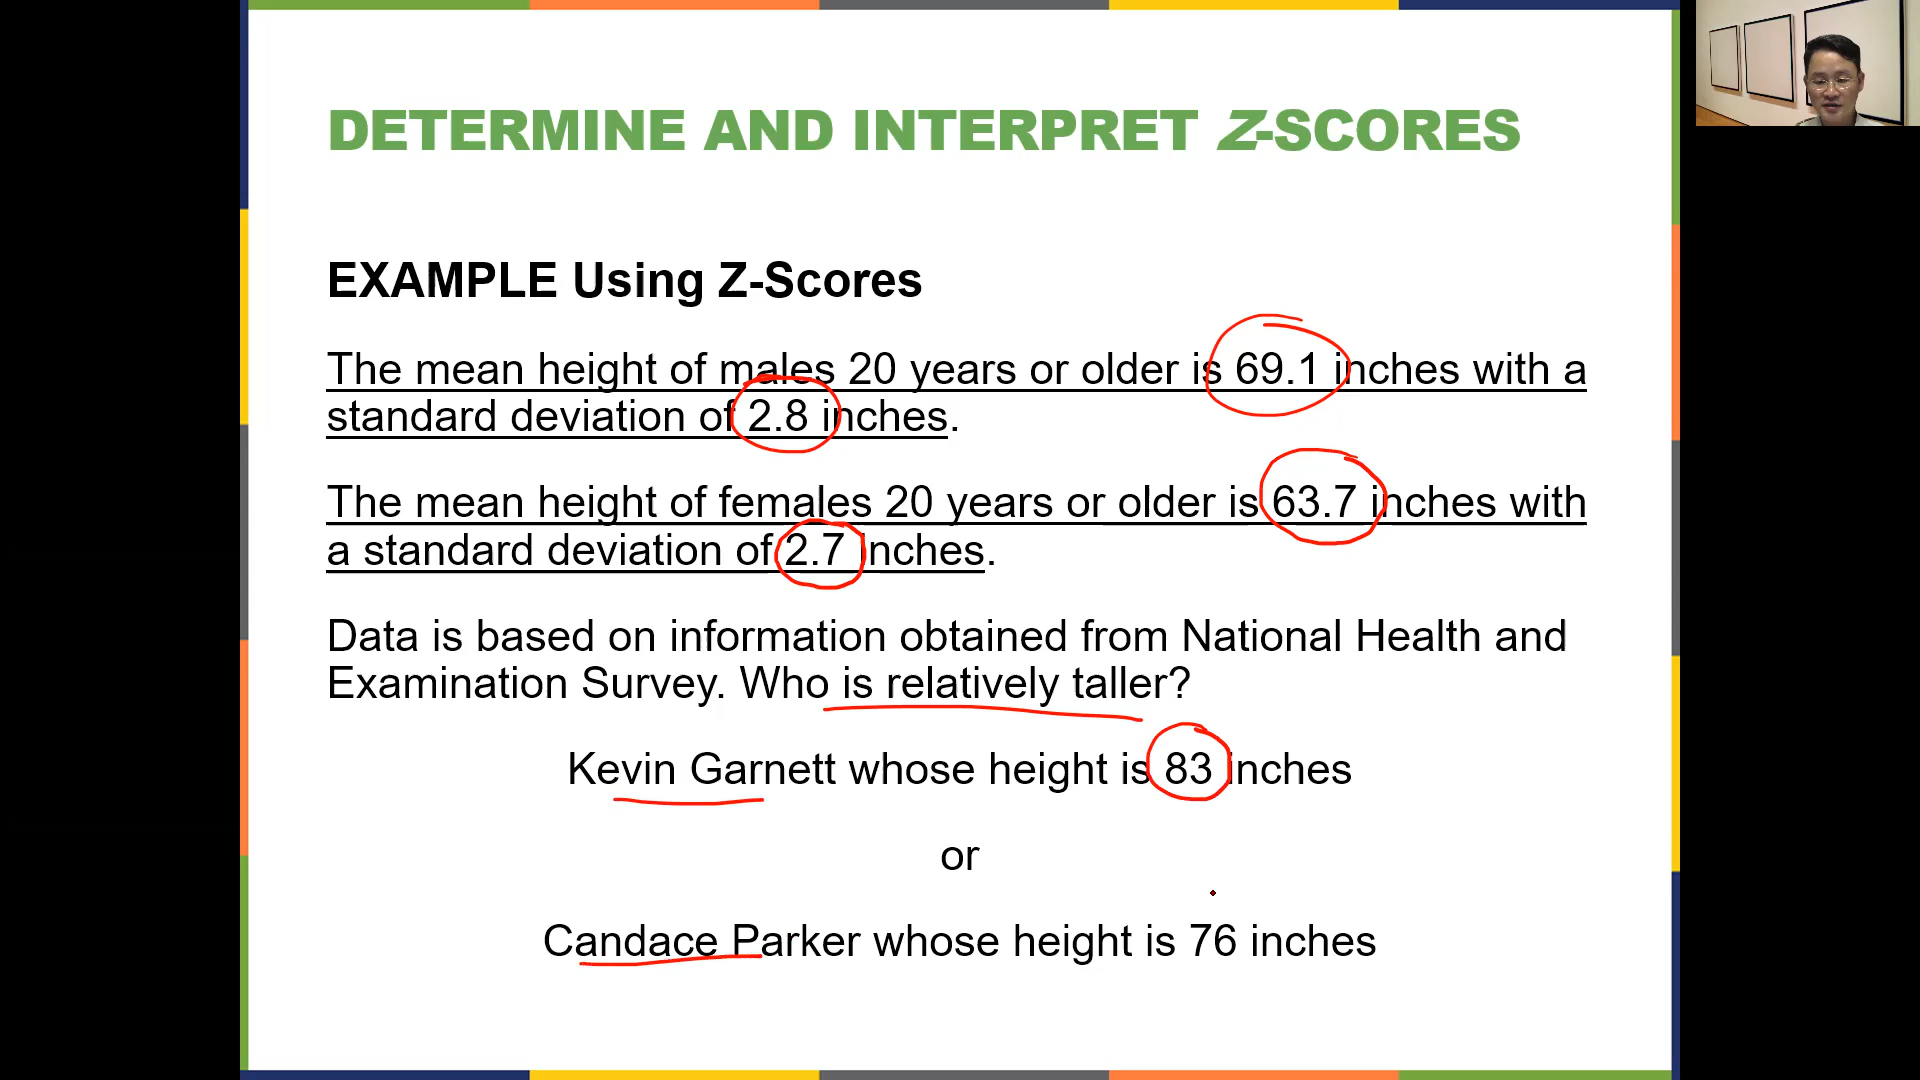 DETERMINE AND INTERPRET Z-SCORES
EXAMPLE Using Z-Scores
The mean height of males 20 years or older is 69.1 inches with a
standard deviation of 2.8 inches.
The mean height of females 20 years or older is 63.7 inches with
a standard deviation of 2.7 inches.
Data is based on information obtained from National Health and
Examination Survey. Who is relatively taller?
Kevin Garnett whose height is 83 inches
or
Candace Parker whose height is 76 inches